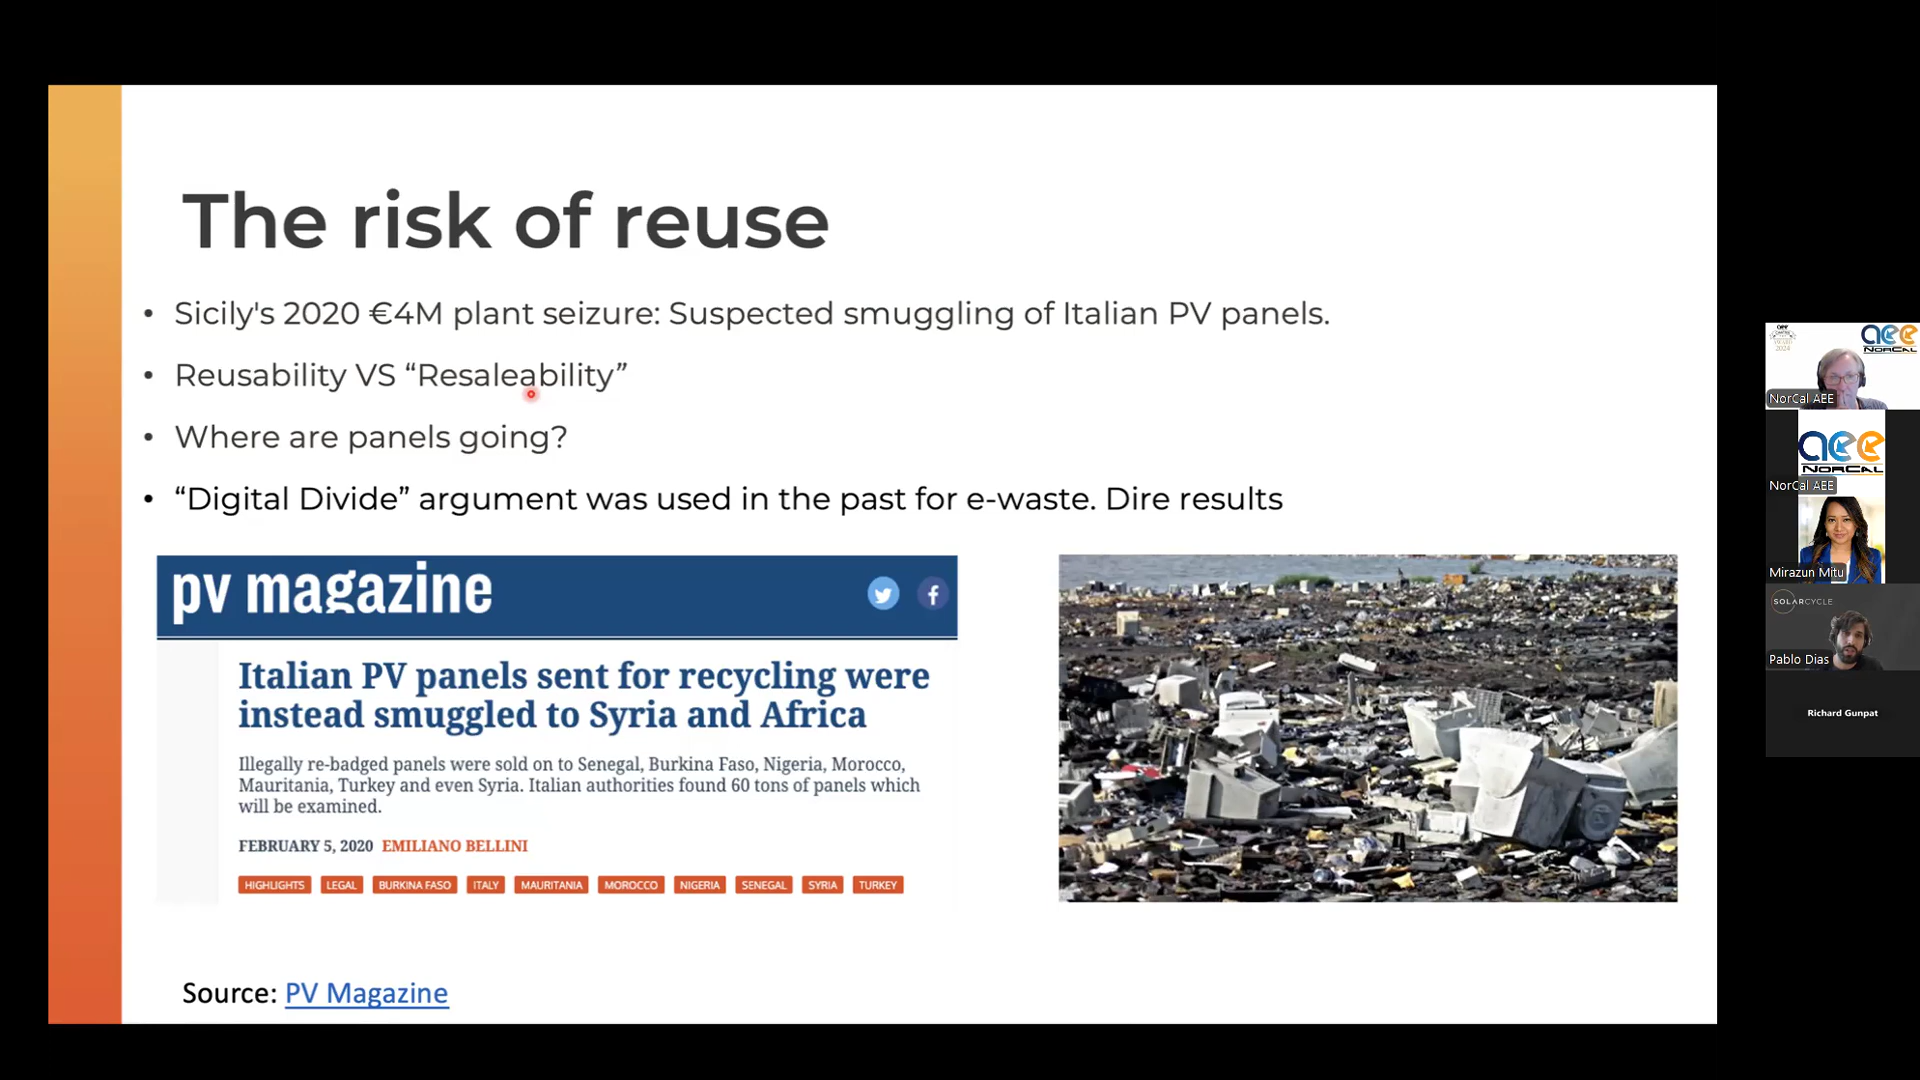 The risk of reuse
• Sicily's 2020 €4M plant seizure: Suspected smuggling of Italian PV panels.
• Reusability VS “Resaleability”
• Where are panels going?
• “Digital Divide” argument was used in the past for e-waste. Dire results
pv magazine
Italian PV panels sent for recycling were
instead smuggled to Syria and Africa
Illegally re-badged panels were sold on to Senegal, Burkina Faso, Nigeria, Morocco,
Mauritania, Turkey and even Syria. Italian authorities found 60 tons of panels which
will be examined.
FEBRUARY 5, 2020 EMILIANO BELLINI
HIGHLIGHTS LEGAL BURKINA FASO ITALY MAURITANIA MOROCCO NIGERIA SENEGAL SYRIA TURKEY
Source: PV Magazine
aee
NORCAL
NorCal AEE
aee
NORCAL
NorCal AEE
Mirazun Mitu
SOLARCYCLE
Pablo Dias
Richard Gunpat